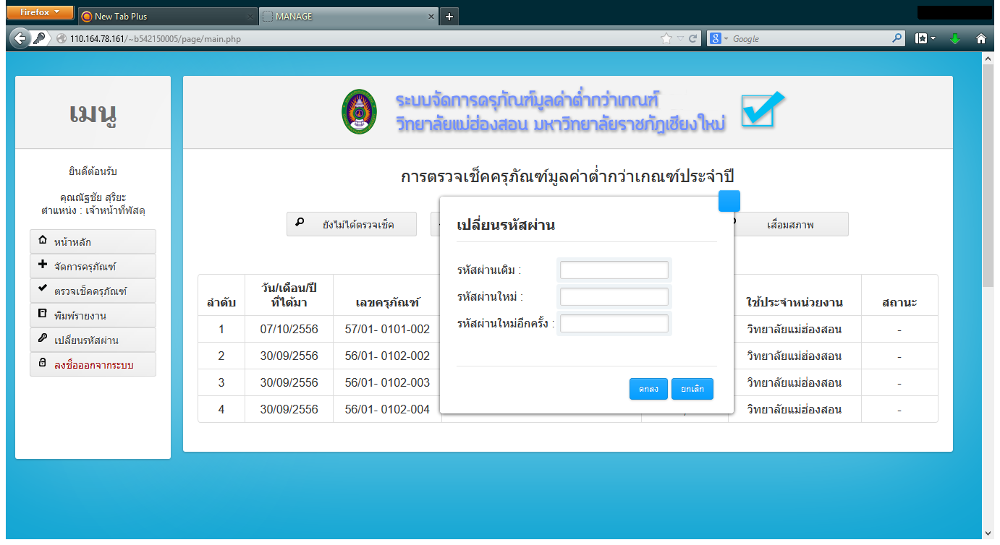 Firefox
New Tab Plus
MANAGE
110.164.78.161/~b542150005/page/main.php
Google
เมนู
ยินดีต้อนรับ
คุณณัฐชัย สุริยะ
ตำแหน่ง : เจ้าหน้าที่พัสดุ
หน้าหลัก
จัดการครุภัณฑ์
ตรวจเช็คครุภัณฑ์
พิมพ์รายงาน
เปลี่ยนรหัสผ่าน
ลงชื่อออกจากระบบ
ระบบจัดการครุภัณฑ์มูลค่าต่ำกว่าเกณฑ์
วิทยาลัยแม่ฮ่องสอน มหาวิทยาลัยราชภัฏเชียงใหม่
การตรวจเช็คครุภัณฑ์มูลค่าต่ำกว่าเกณฑ์ประจำปี
ยังไม่ได้ตรวจเช็ค
เสื่อมสภาพ
เปลี่ยนรหัสผ่าน
รหัสผ่านเดิม :
รหัสผ่านใหม่ :
รหัสผ่านใหม่อีกครั้ง :
ตกลง ยกเลิก
ลำดับ วัน/เดือน/ปี ที่ได้มา เลขครุภัณฑ์ ใช้ประจำหน่วยงาน สถานะ
1 07/10/2556 57/01- 0101-002 วิทยาลัยแม่ฮ่องสอน -
2 30/09/2556 56/01- 0102-002 วิทยาลัยแม่ฮ่องสอน -
3 30/09/2556 56/01- 0102-003 วิทยาลัยแม่ฮ่องสอน -
4 30/09/2556 56/01- 0102-004 วิทยาลัยแม่ฮ่องสอน -